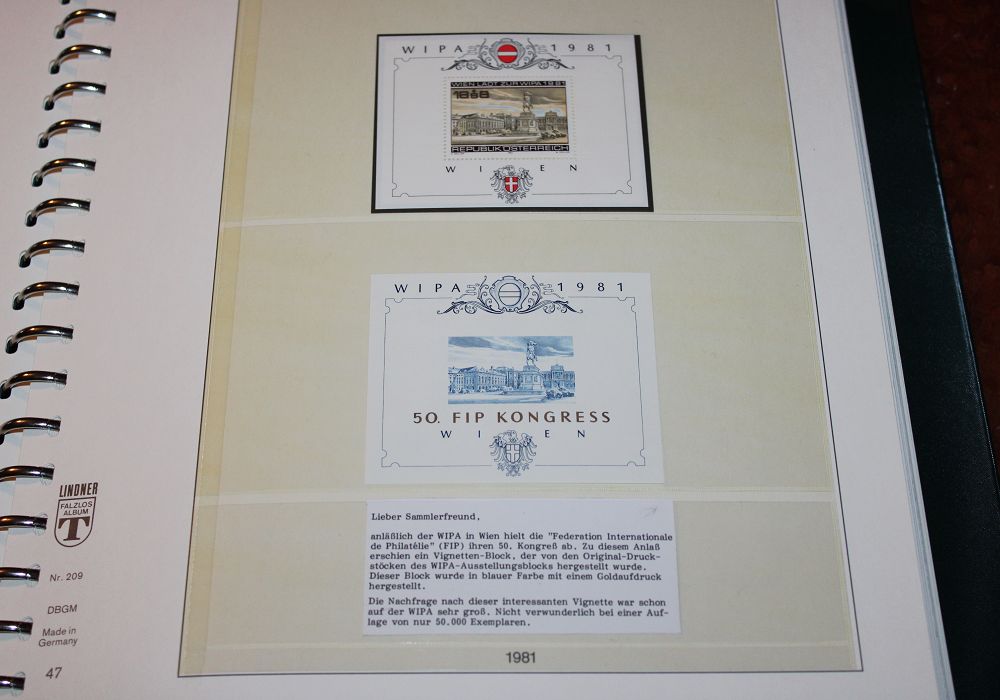 WIPA 1981
WIEN LÄDT ZUR WIPA 1981
REPUBLIK ÖSTERREICH
WIEN
WIPA 1981
50. FIP KONGRESS
WIEN
Lieber Sammlerfreund,
anläßlich der WIPA in Wien hielt die "Federation Internationale
de Philatélie" (FIP) ihren 50. Kongreß ab. Zu diesem Anlaß
erschien ein Vignetten-Block, der von den Original-Druck-
stöcken des WIPA-Ausstellungsblocks hergestellt wurde.
Dieser Block wurde in blauer Farbe mit einem Goldaufdruck
hergestellt.
Die Nachfrage nach dieser interessanten Vignette war schon
auf der WIPA sehr groß. Nicht verwunderlich bei einer Auf-
lage von nur 50.000 Exemplaren.
1981
LINDNER
FALZLOS
ALBUM
T
Nr. 209
DBGM
Made in
Germany
47